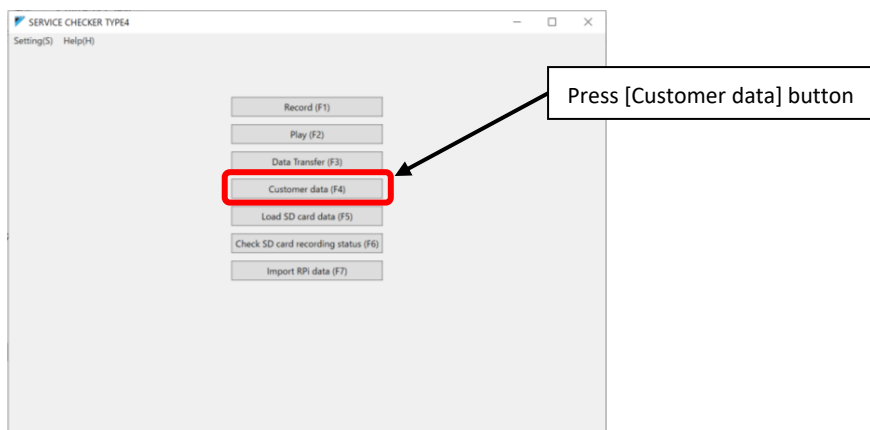 SERVICE CHECKER TYPE4
Setting(S) Help(H)
Press [Customer data] button
Record (F1)
Play (F2)
Data Transfer (F3)
Customer data (F4)
Load SD card data (F5)
Check SD card recording status (F6)
Import RPi data (F7)